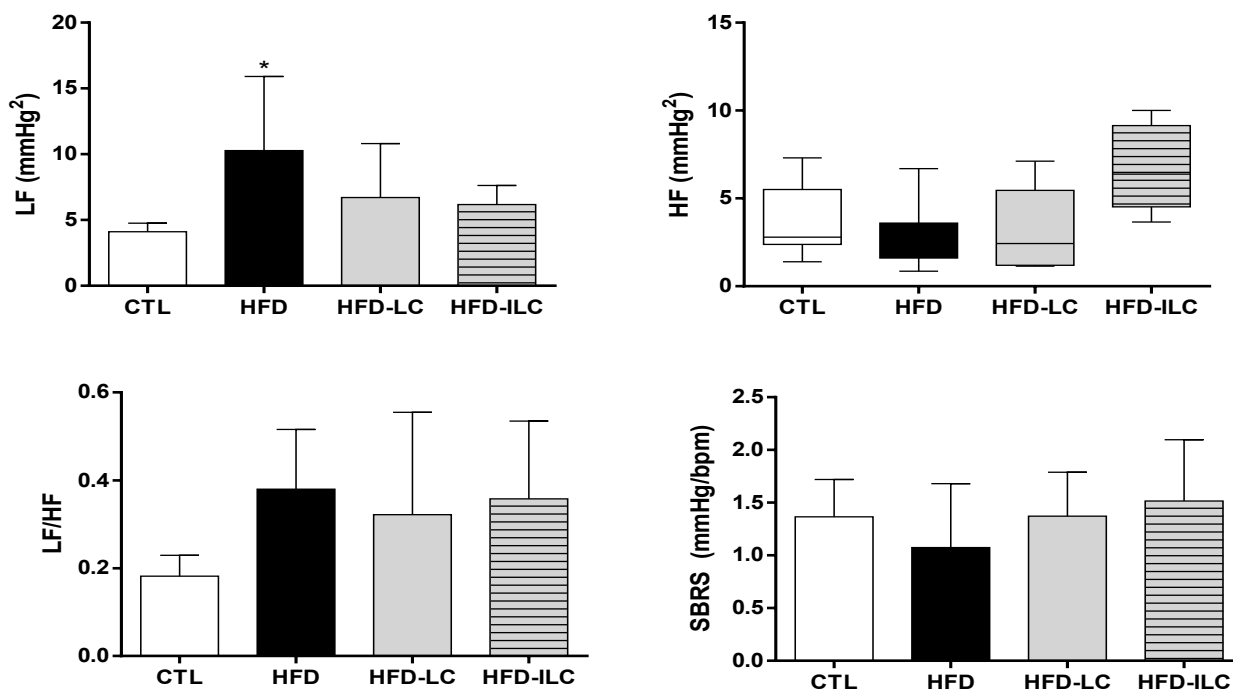 LF (mmHg²)
20
15
10
5
0
*
CTL HFD HFD-LC HFD-ILC
HF (mmHg²)
15
10
5
0
CTL HFD HFD-LC HFD-ILC
LF/HF
0.6
0.4
0.2
0.0
CTL HFD HFD-LC HFD-ILC
SBRS (mmHg/bpm)
2.5
2.0
1.5
1.0
0.5
0.0
CTL HFD HFD-LC HFD-ILC